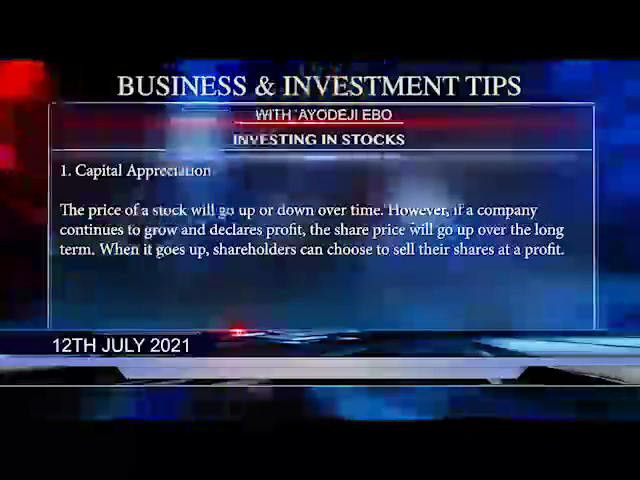 BUSINESS & INVESTMENT TIPS
WITH AYODEJI EBO
INVESTING IN STOCKS
1. Capital Appreciation
The price of a stock will go up or down over time. However, if a company
continues to grow and declares profit, the share price will go up over the long
term. When it goes up, shareholders can choose to sell their shares at a profit.
12TH JULY 2021